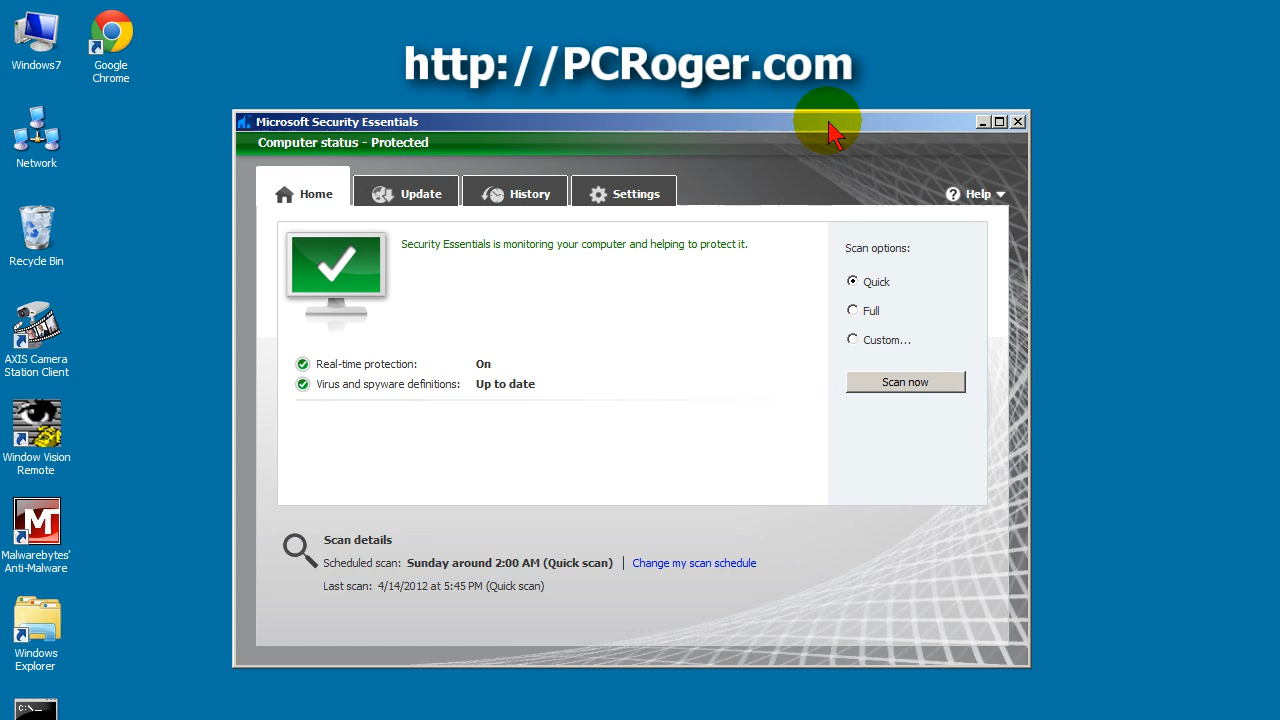 http://PCRoger.com
Windows7
Google
Chrome
Network
Recycle Bin
AXIS Camera
Station Client
Window Vision
Remote
Malwarebytes'
Anti-Malware
Windows
Explorer
C:\_
Microsoft Security Essentials
Computer status - Protected
Home
Update
History
Settings
Help
Security Essentials is monitoring your computer and helping to protect it.
Real-time protection: On
Virus and spyware definitions: Up to date
Scan options:
Quick
Full
Custom...
Scan now
Scan details
Scheduled scan: Sunday around 2:00 AM (Quick scan) | Change my scan schedule
Last scan: 4/14/2012 at 5:45 PM (Quick scan)